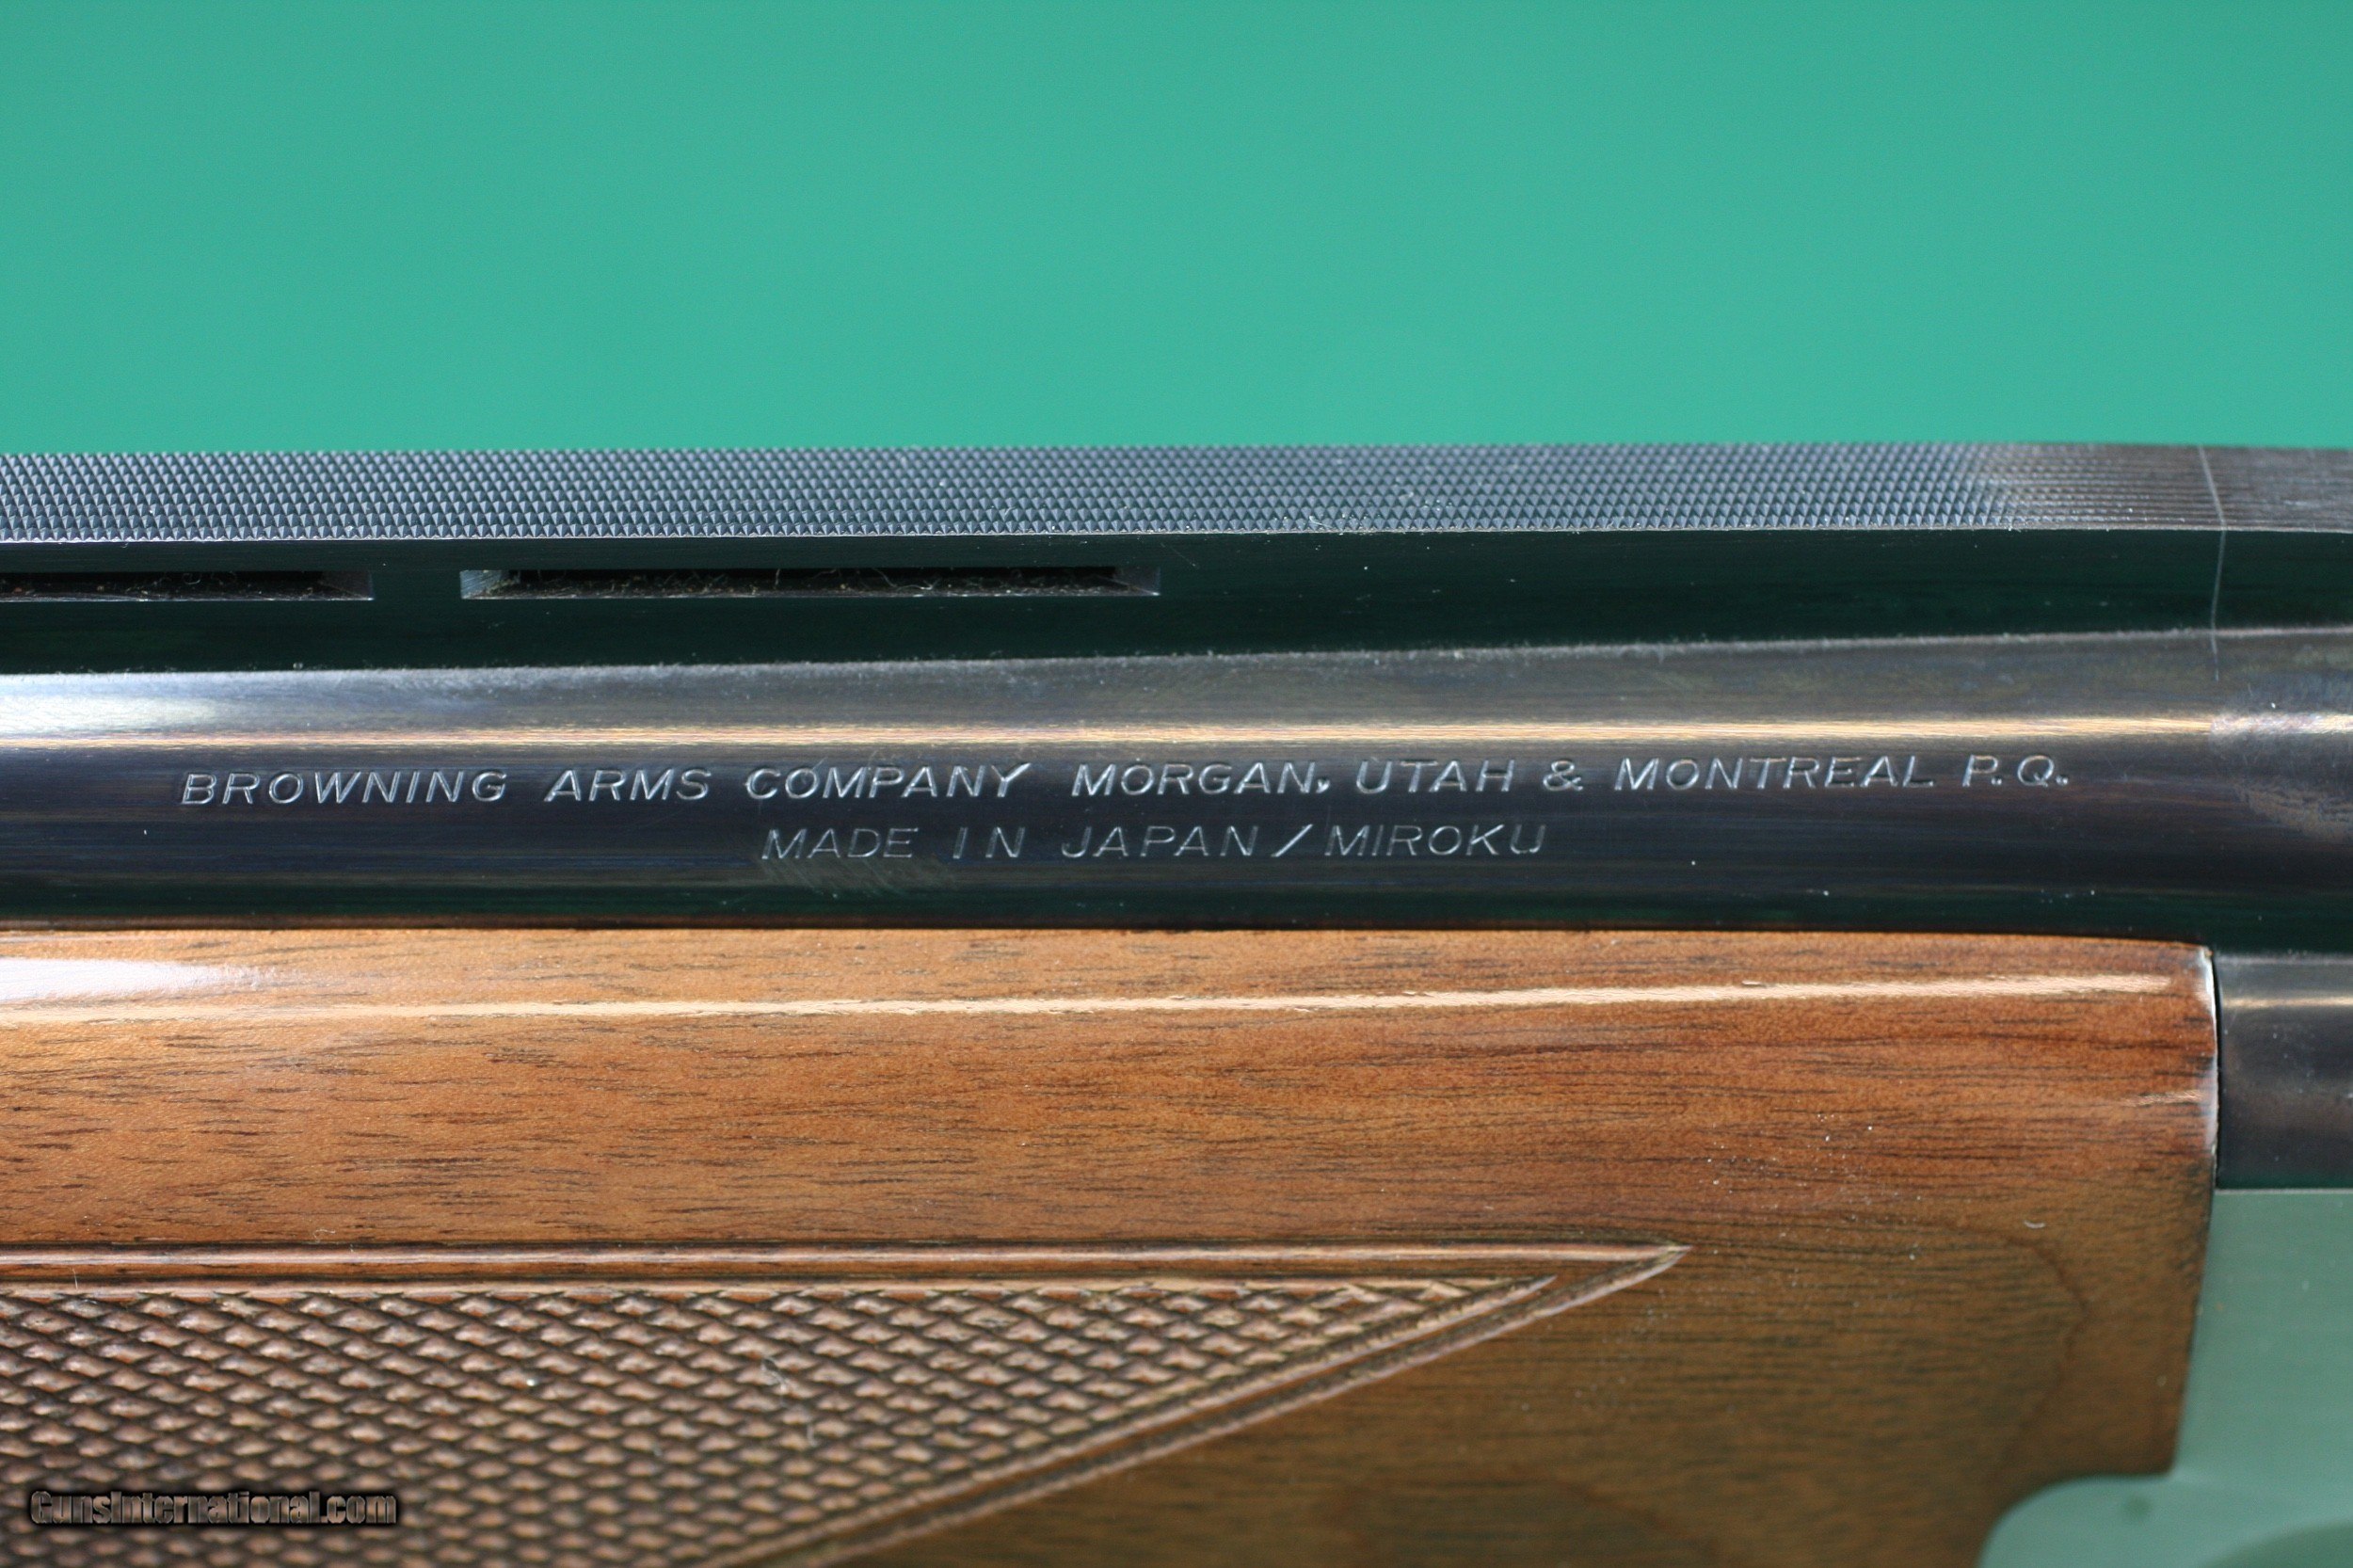 BROWNING ARMS COMPANY MORGAN, UTAH & MONTREAL P.Q.
MADE IN JAPAN/MIROKU
GunsInternational.com